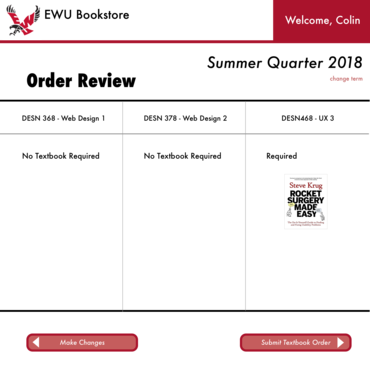 EWU Bookstore
Welcome, Colin
Summer Quarter 2018
change term
Order Review
DESN 368 - Web Design 1
DESN 378 - Web Design 2
DESN468 - UX 3
No Textbook Required
No Textbook Required
Required
Steve Krug
ROCKET
SURGERY
MADE
EASY
Make Changes
Submit Textbook Order